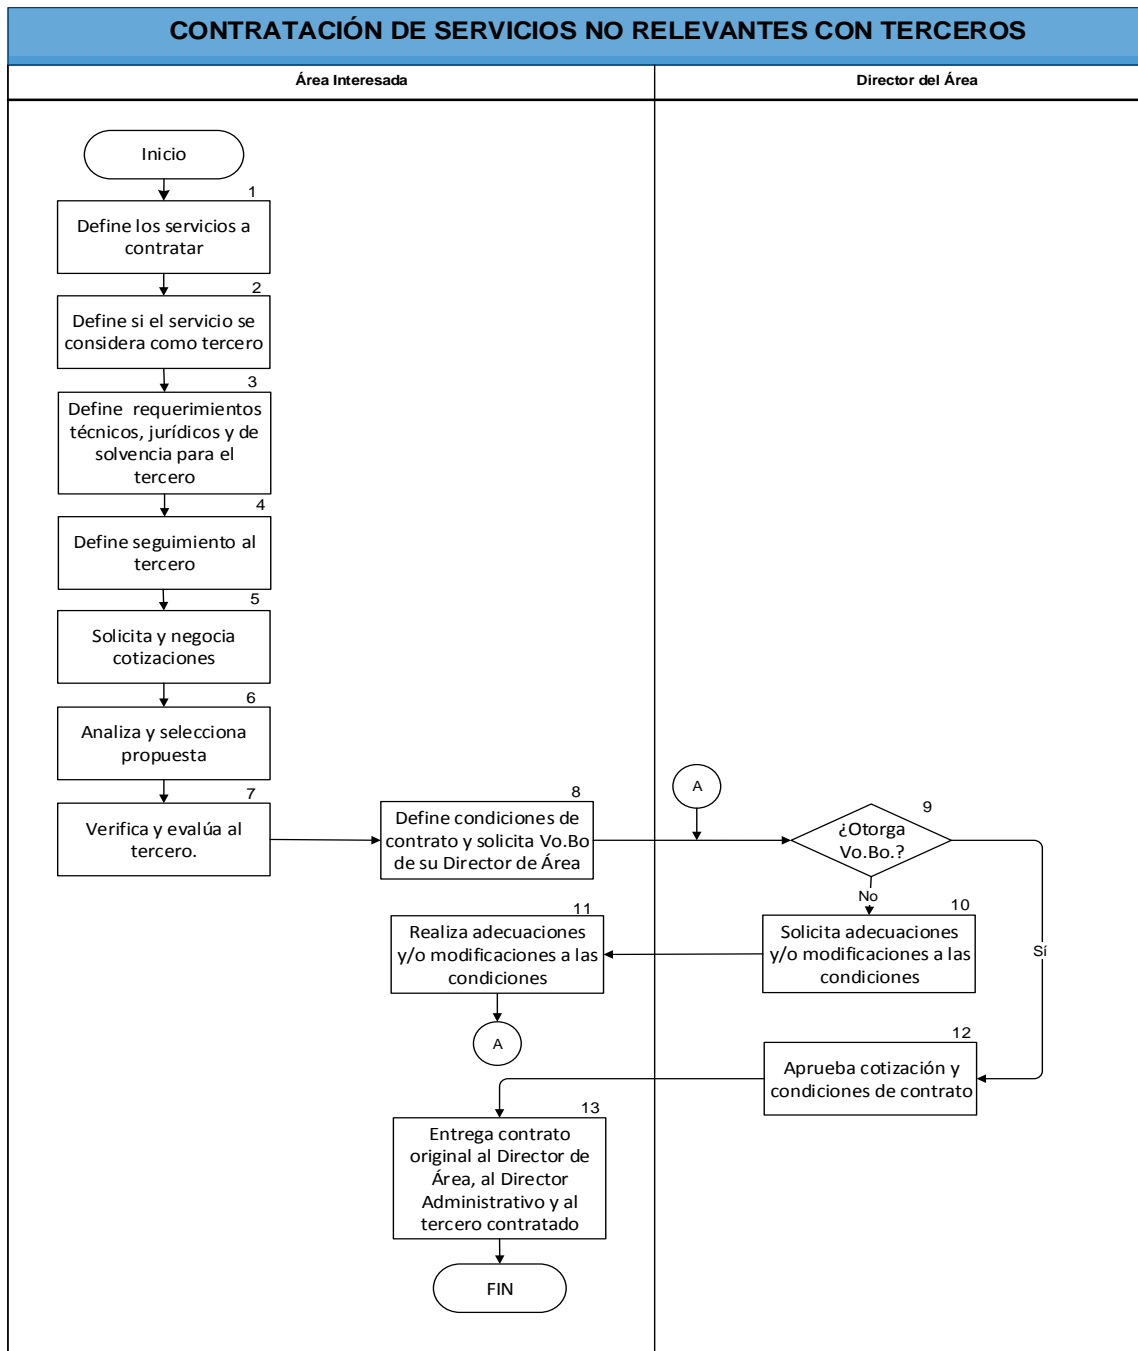 CONTRATACIÓN DE SERVICIOS NO RELEVANTES CON TERCEROS
Área Interesada
Director del Área
Inicio
1
Define los servicios a
contratar
2
Define si el servicio se
considera como tercero
3
Define requerimientos
técnicos, jurídicos y de
solvencia para el
tercero
4
Define seguimiento al
tercero
5
Solicita y negocia
cotizaciones
6
Analiza y selecciona
propuesta
7
Verifica y evalúa al
tercero.
8
Define condiciones de
contrato y solicita Vo.Bo
de su Director de Área
A
9
¿Otorga
Vo.Bo.?
No
Sí
10
Solicita adecuaciones
y/o modificaciones a las
condiciones
11
Realiza adecuaciones
y/o modificaciones a las
condiciones
A
12
Aprueba cotización y
condiciones de contrato
13
Entrega contrato
original al Director de
Área, al Director
Administrativo y al
tercero contratado
FIN